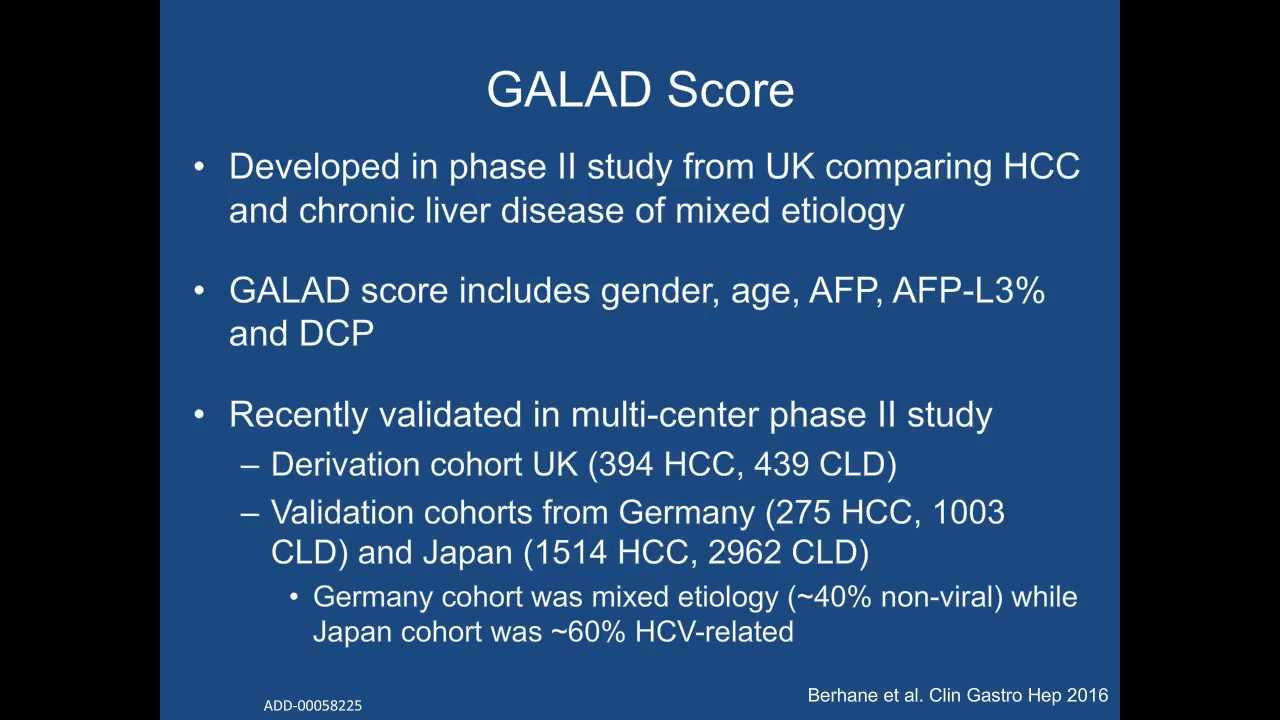 GALAD Score
• Developed in phase II study from UK comparing HCC
and chronic liver disease of mixed etiology
• GALAD score includes gender, age, AFP, AFP-L3%
and DCP
• Recently validated in multi-center phase II study
– Derivation cohort UK (394 HCC, 439 CLD)
– Validation cohorts from Germany (275 HCC, 1003
CLD) and Japan (1514 HCC, 2962 CLD)
• Germany cohort was mixed etiology (~40% non-viral) while
Japan cohort was ~60% HCV-related
Berhane et al. Clin Gastro Hep 2016
ADD-00058225